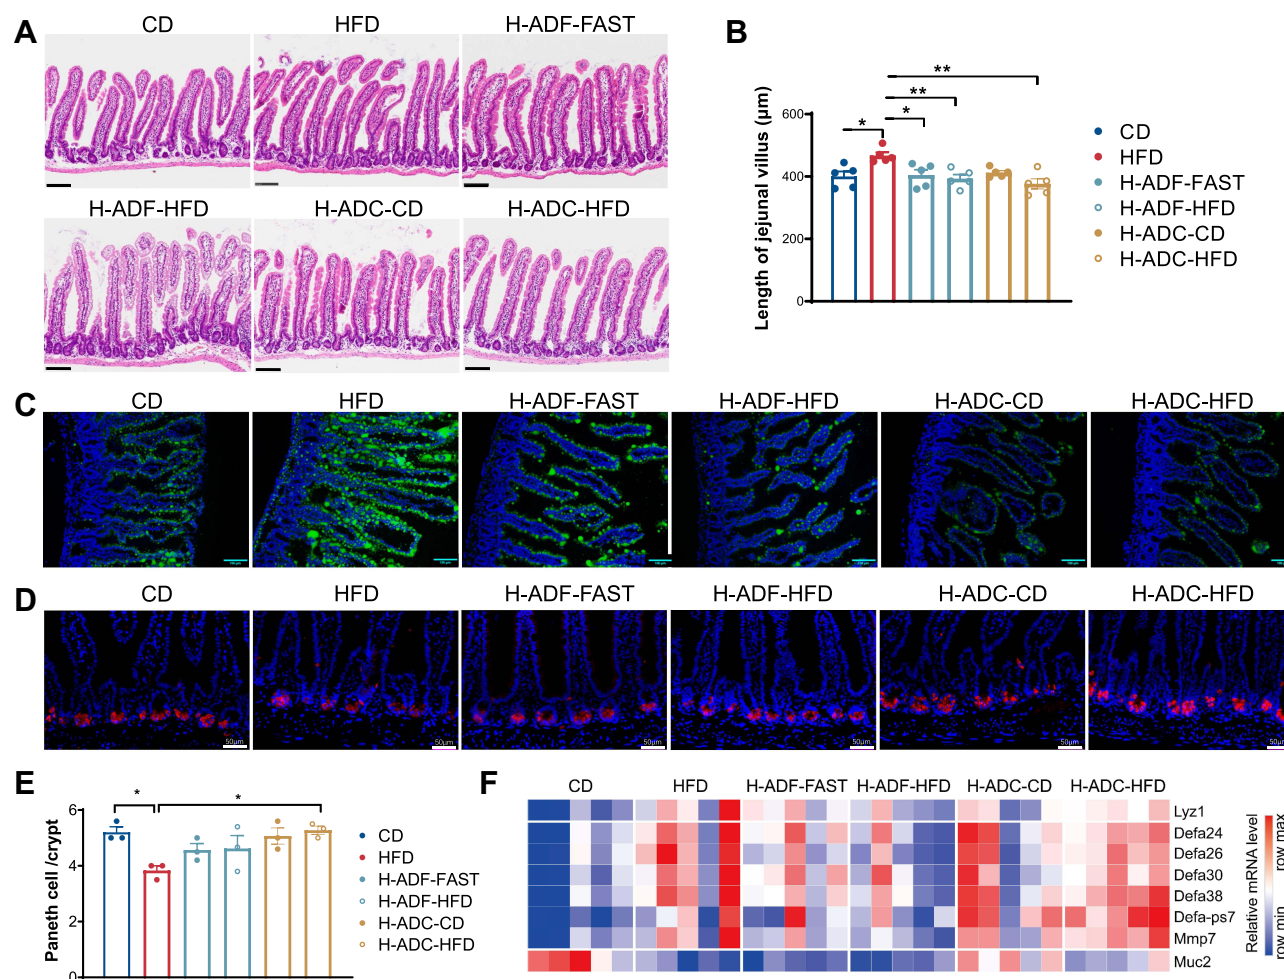 A
CD HFD H-ADF-FAST
H-ADF-HFD H-ADC-CD H-ADC-HFD
B
Length of jejunal villus (μm)
600
400
200
0
* * ** **
CD
HFD
H-ADF-FAST
H-ADF-HFD
H-ADC-CD
H-ADC-HFD
C
CD HFD H-ADF-FAST H-ADF-HFD H-ADC-CD H-ADC-HFD
D
CD HFD H-ADF-FAST H-ADF-HFD H-ADC-CD H-ADC-HFD
50μm 50μm 50μm 50μm 50μm 50μm
E
Paneth cell /crypt
6
4
2
0
* *
CD
HFD
H-ADF-FAST
H-ADF-HFD
H-ADC-CD
H-ADC-HFD
F
CD HFD H-ADF-FAST H-ADF-HFD H-ADC-CD H-ADC-HFD
Lyz1
Defa24
Defa26
Defa30
Defa38
Defa-ps7
Mmp7
Muc2
Relative mRNA level
row min row max